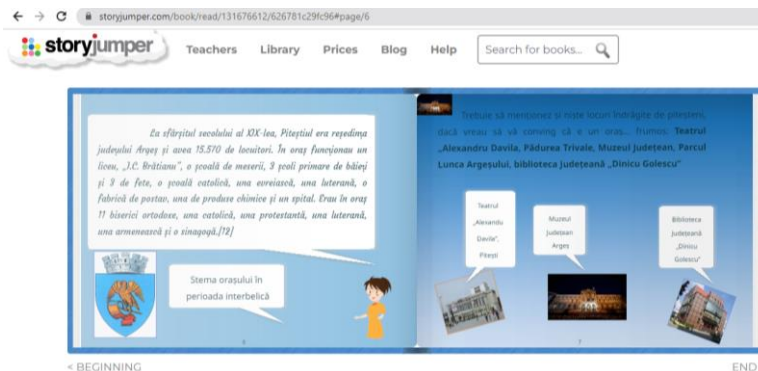 storyjumper.com/book/read/131676612/626781c29fc96#page/6
storyjumper
Teachers Library Prices Blog Help Search for books...
La sfârșitul secolului al XIX-lea, Piteștiul era reședința
județului Argeș și avea 15.570 de locuitori. În oraș funcționau un
liceu, „J.C. Brătianu", o școală de meserii, 3 școli primare de băieți
și 3 de fete, o școală catolică, una evreiască, una luterană, o
fabrică de postav, una de produse chimice și un spital. Erau în oraș
11 biserici ortodoxe, una catolică, una protestantă, una luterană,
una armenească și o sinagogă.[12]
Stema orașului în
perioada interbelică
6
Trebuie să menționez și niște locuri îndrăgite de piteșteni,
dacă vreau să vă conving că e un oraș... frumos: Teatrul
„Alexandru Davila, Pădurea Trivale, Muzeul Județean, Parcul
Lunca Argeșului, biblioteca Județeană „Dinicu Golescu"
Teatrul
„Alexandu
Davila",
Pitești
Muzeul
Județean
Argeș
Biblioteca
Județeană
„Dinicu
Golescu"
7
< BEGINNING
END